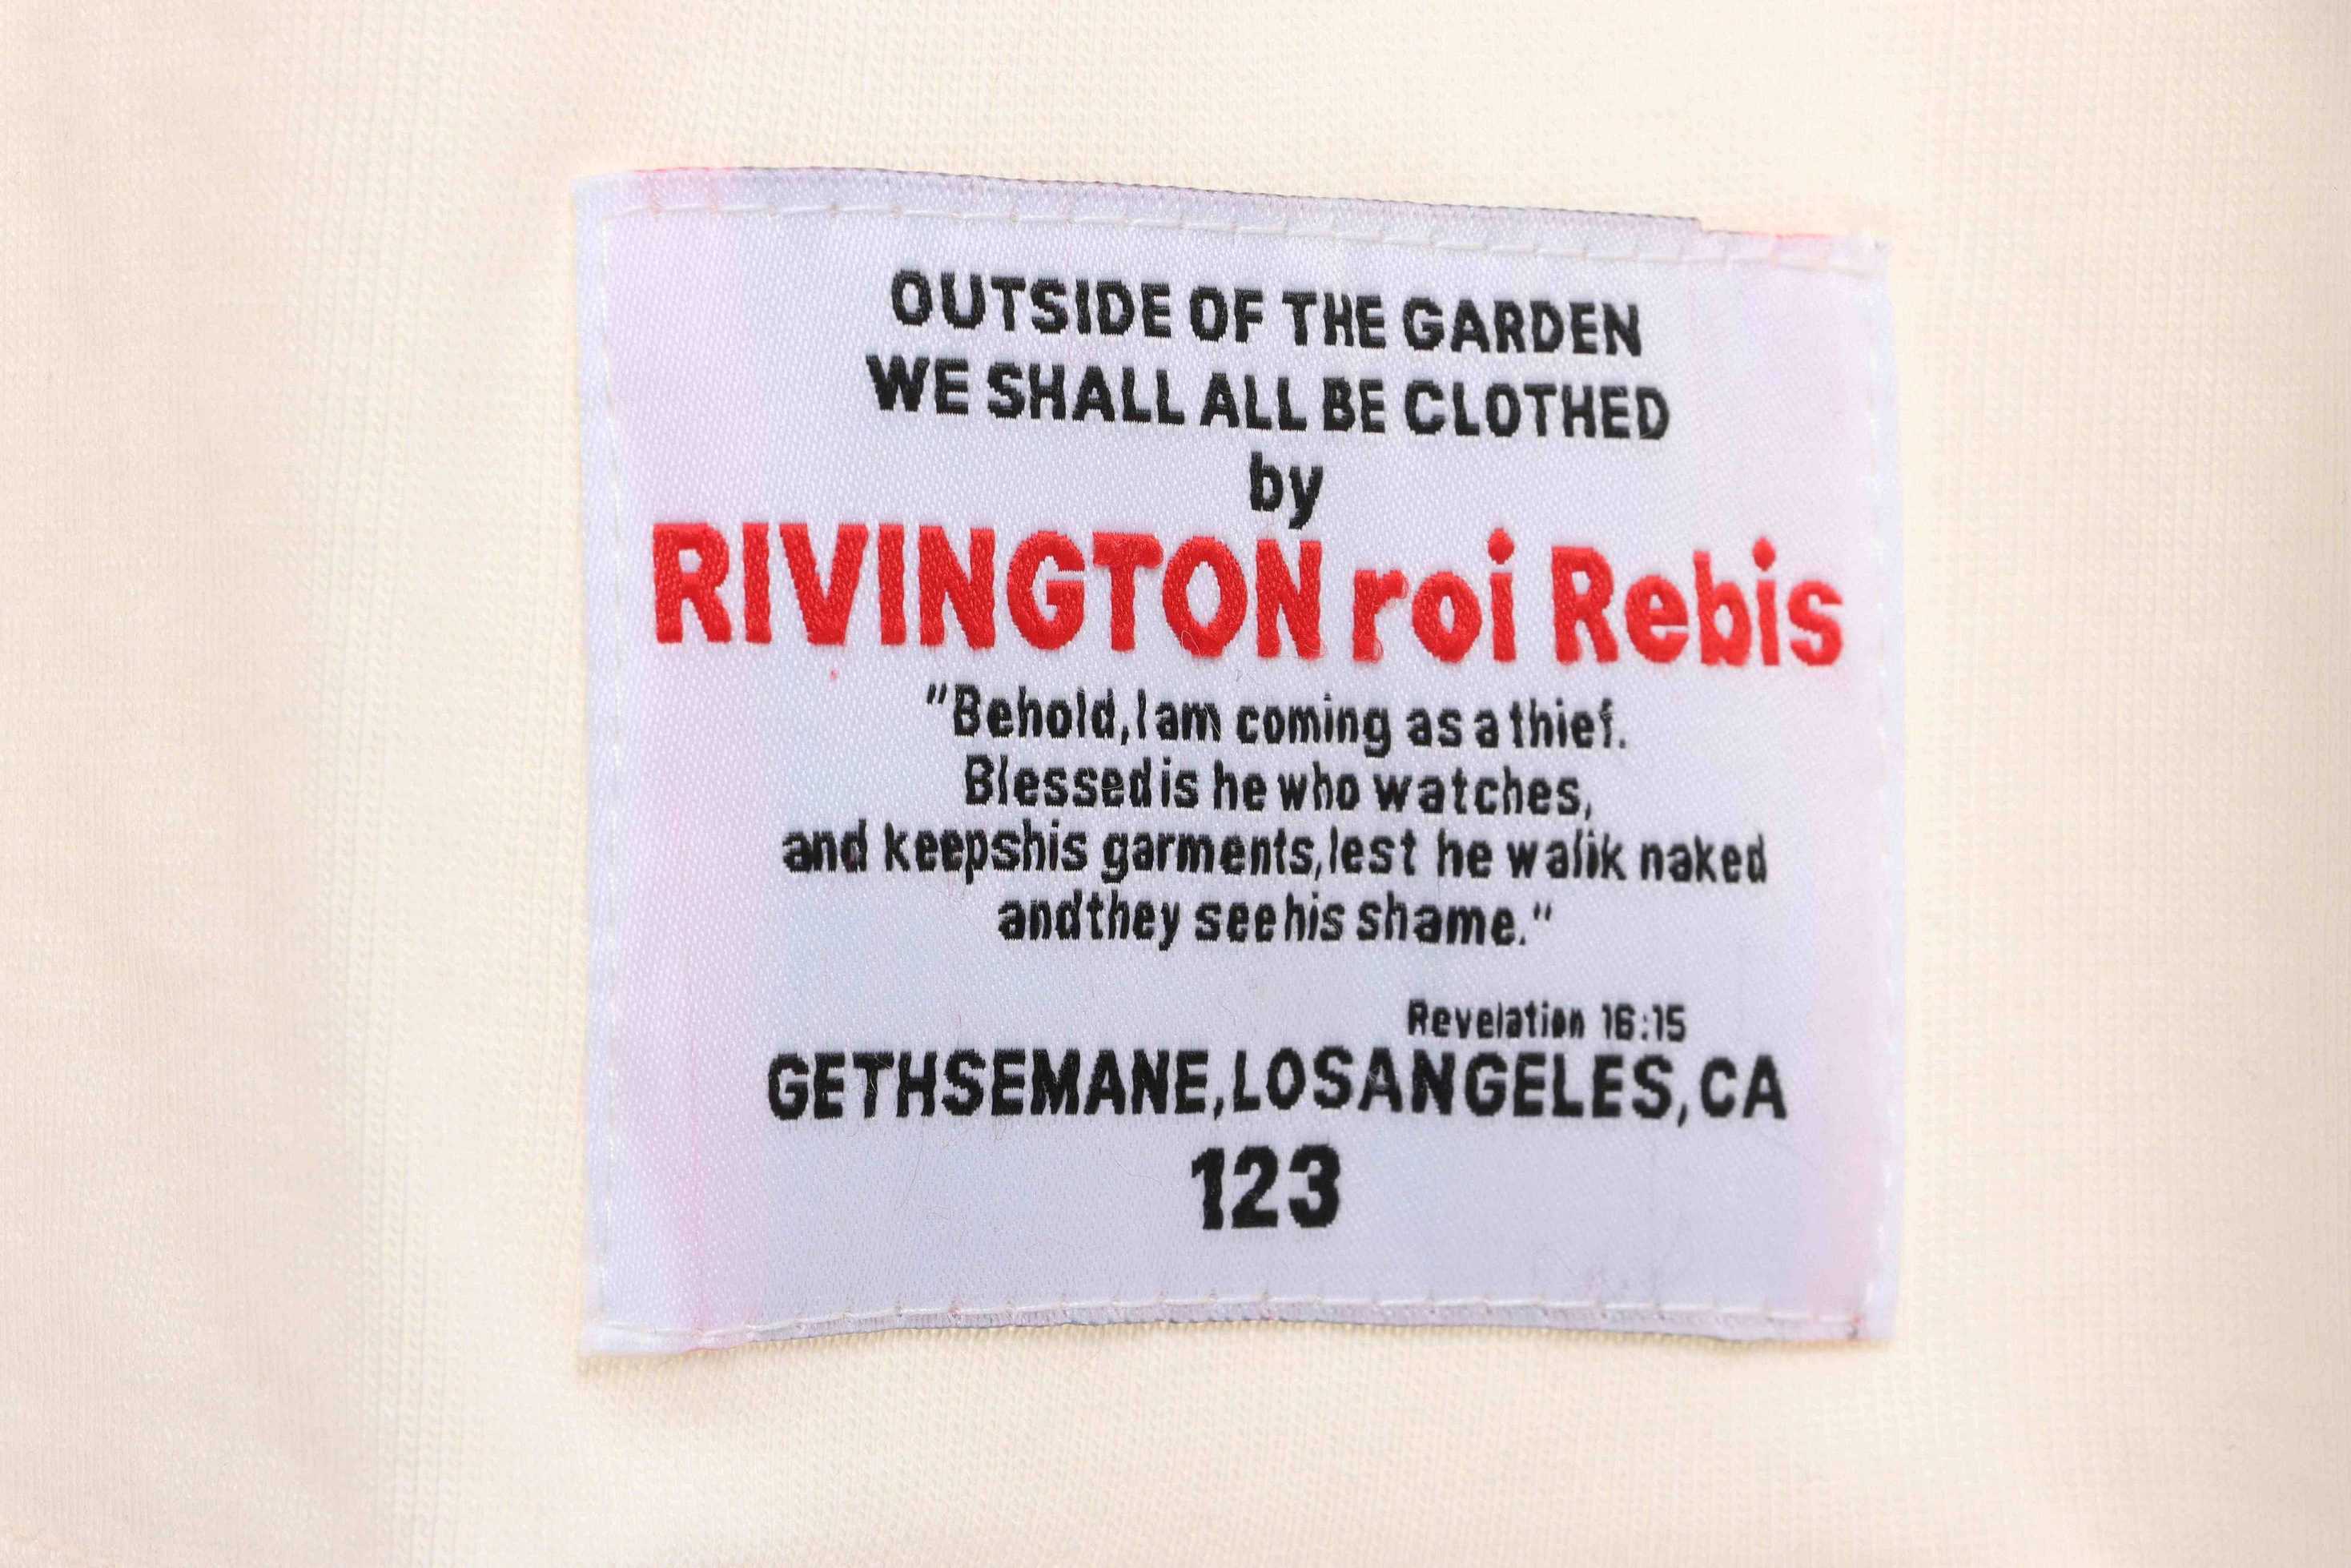 OUTSIDE OF THE GARDEN
WE SHALL ALL BE CLOTHED
by
RIVINGTON roi Rebis
"Behold,I am coming as a thief.
Blessed is he who watches,
and keepshis garments,lest he walik naked
andthey see his shame."
Revelation 16:15
GETHSEMANE,LOSANGELES,CA
123